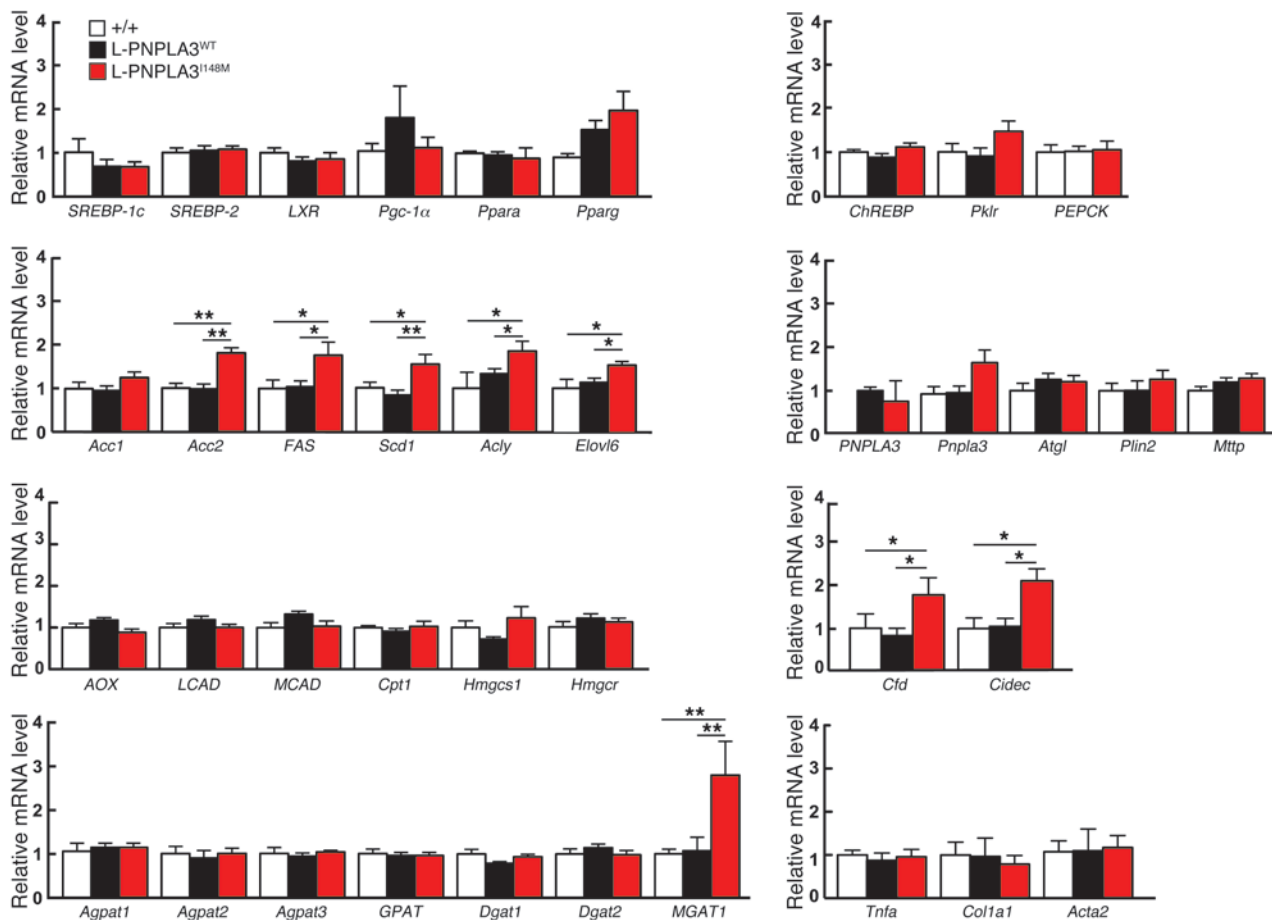 +/+
L-PNPLA3WT
L-PNPLA3I148M
Relative mRNA level
4
3
2
1
0
SREBP-1c SREBP-2 LXR Pgc-1α Ppara Pparg
Relative mRNA level
4
3
2
1
0
ChREBP Pklr PEPCK
Relative mRNA level
4
3
2
1
0
** * * * *
** * ** * *
Acc1 Acc2 FAS Scd1 Acly Elovl6
Relative mRNA level
4
3
2
1
0
PNPLA3 Pnpla3 Atgl Plin2 Mttp
Relative mRNA level
4
3
2
1
0
AOX LCAD MCAD Cpt1 Hmgcs1 Hmgcr
Relative mRNA level
4
3
2
1
0
* *
* *
Cfd Cidec
Relative mRNA level
4
3
2
1
0
**
**
Agpat1 Agpat2 Agpat3 GPAT Dgat1 Dgat2 MGAT1
Relative mRNA level
4
3
2
1
0
Tnfa Col1a1 Acta2